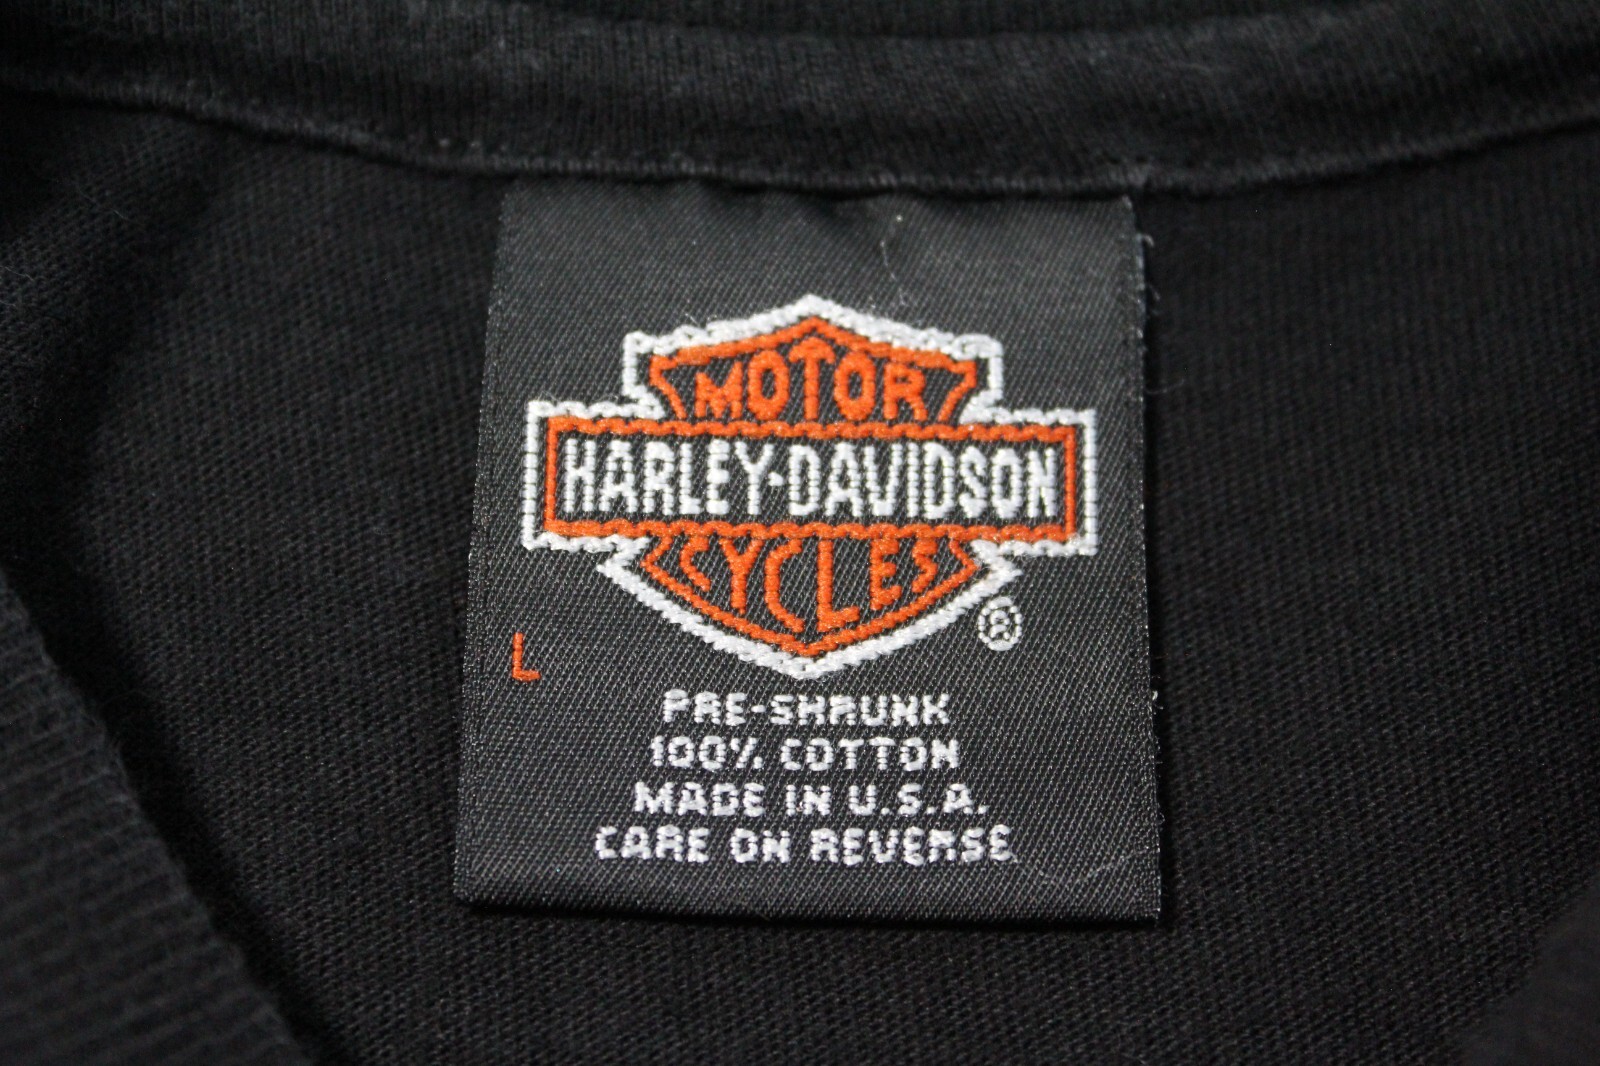 MOTOR
HARLEY-DAVIDSON
CYCLES
®
L
PRE-SHRUNK
100% COTTON
MADE IN U.S.A.
CARE ON REVERSE